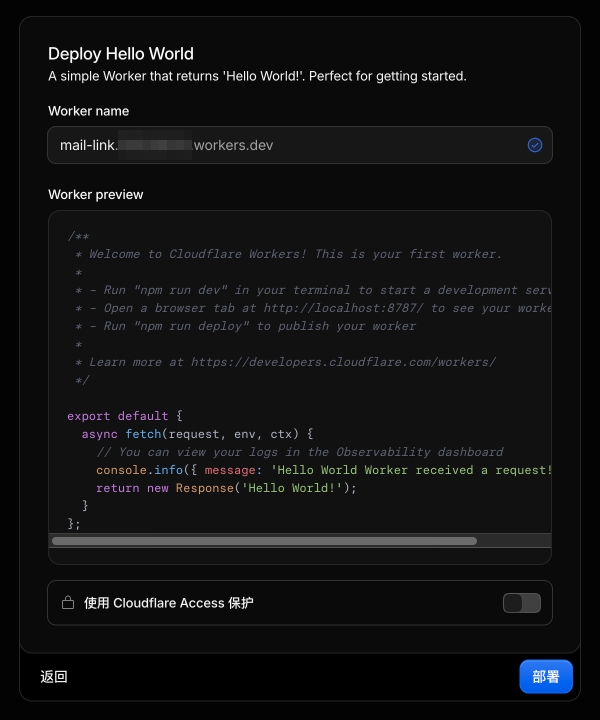 Deploy Hello World
A simple Worker that returns 'Hello World!'. Perfect for getting started.
Worker name
mail-link.workers.dev
Worker preview
/**
 * Welcome to Cloudflare Workers! This is your first worker.
 *
 * - Run "npm run dev" in your terminal to start a development serv
 * - Open a browser tab at http://localhost:8787/ to see your worke
 * - Run "npm run deploy" to publish your worker
 *
 * Learn more at https://developers.cloudflare.com/workers/
 */
export default {
  async fetch(request, env, ctx) {
    // You can view your logs in the Observability dashboard
    console.info({ message: 'Hello World Worker received a request!
    return new Response('Hello World!');
  }
};
使用 Cloudflare Access 保护
返回
部署